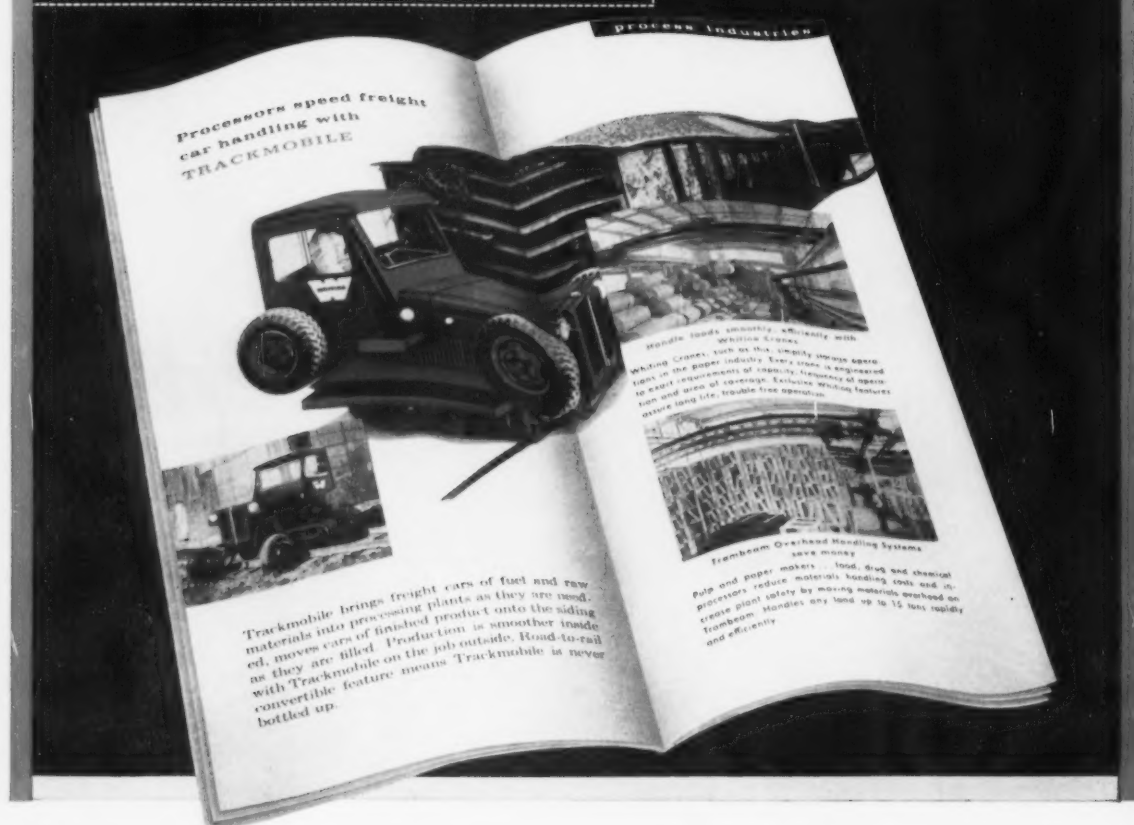 process industries
Processors speed freight
car handling with
TRACKMOBILE
Trackmobile brings freight cars of fuel and raw
materials into processing plants as they are need-
ed, moves cars of finished product onto the siding
as they are filled. Production is smoother inside
with Trackmobile on the job outside. Road-to-rail
convertible feature means Trackmobile is never
bottled up.
Handle loads smoothly, efficiently with
Whiting Cranes
Whiting Cranes, such as this, simplify storage opera-
tions in the paper industry. Every crane is engineered
to exact requirements of capacity, frequency of opera-
tion and area of coverage. Exclusive Whiting features
assure long life, trouble-free operation.
Trambeam Overhead Handling Systems
save money
Pulp and paper makers . . . food, drug and chemical
processors reduce materials handling costs and in-
crease plant safety by moving materials overhead on
Trambeam. Handles any load up to 15 tons rapidly
and efficiently.